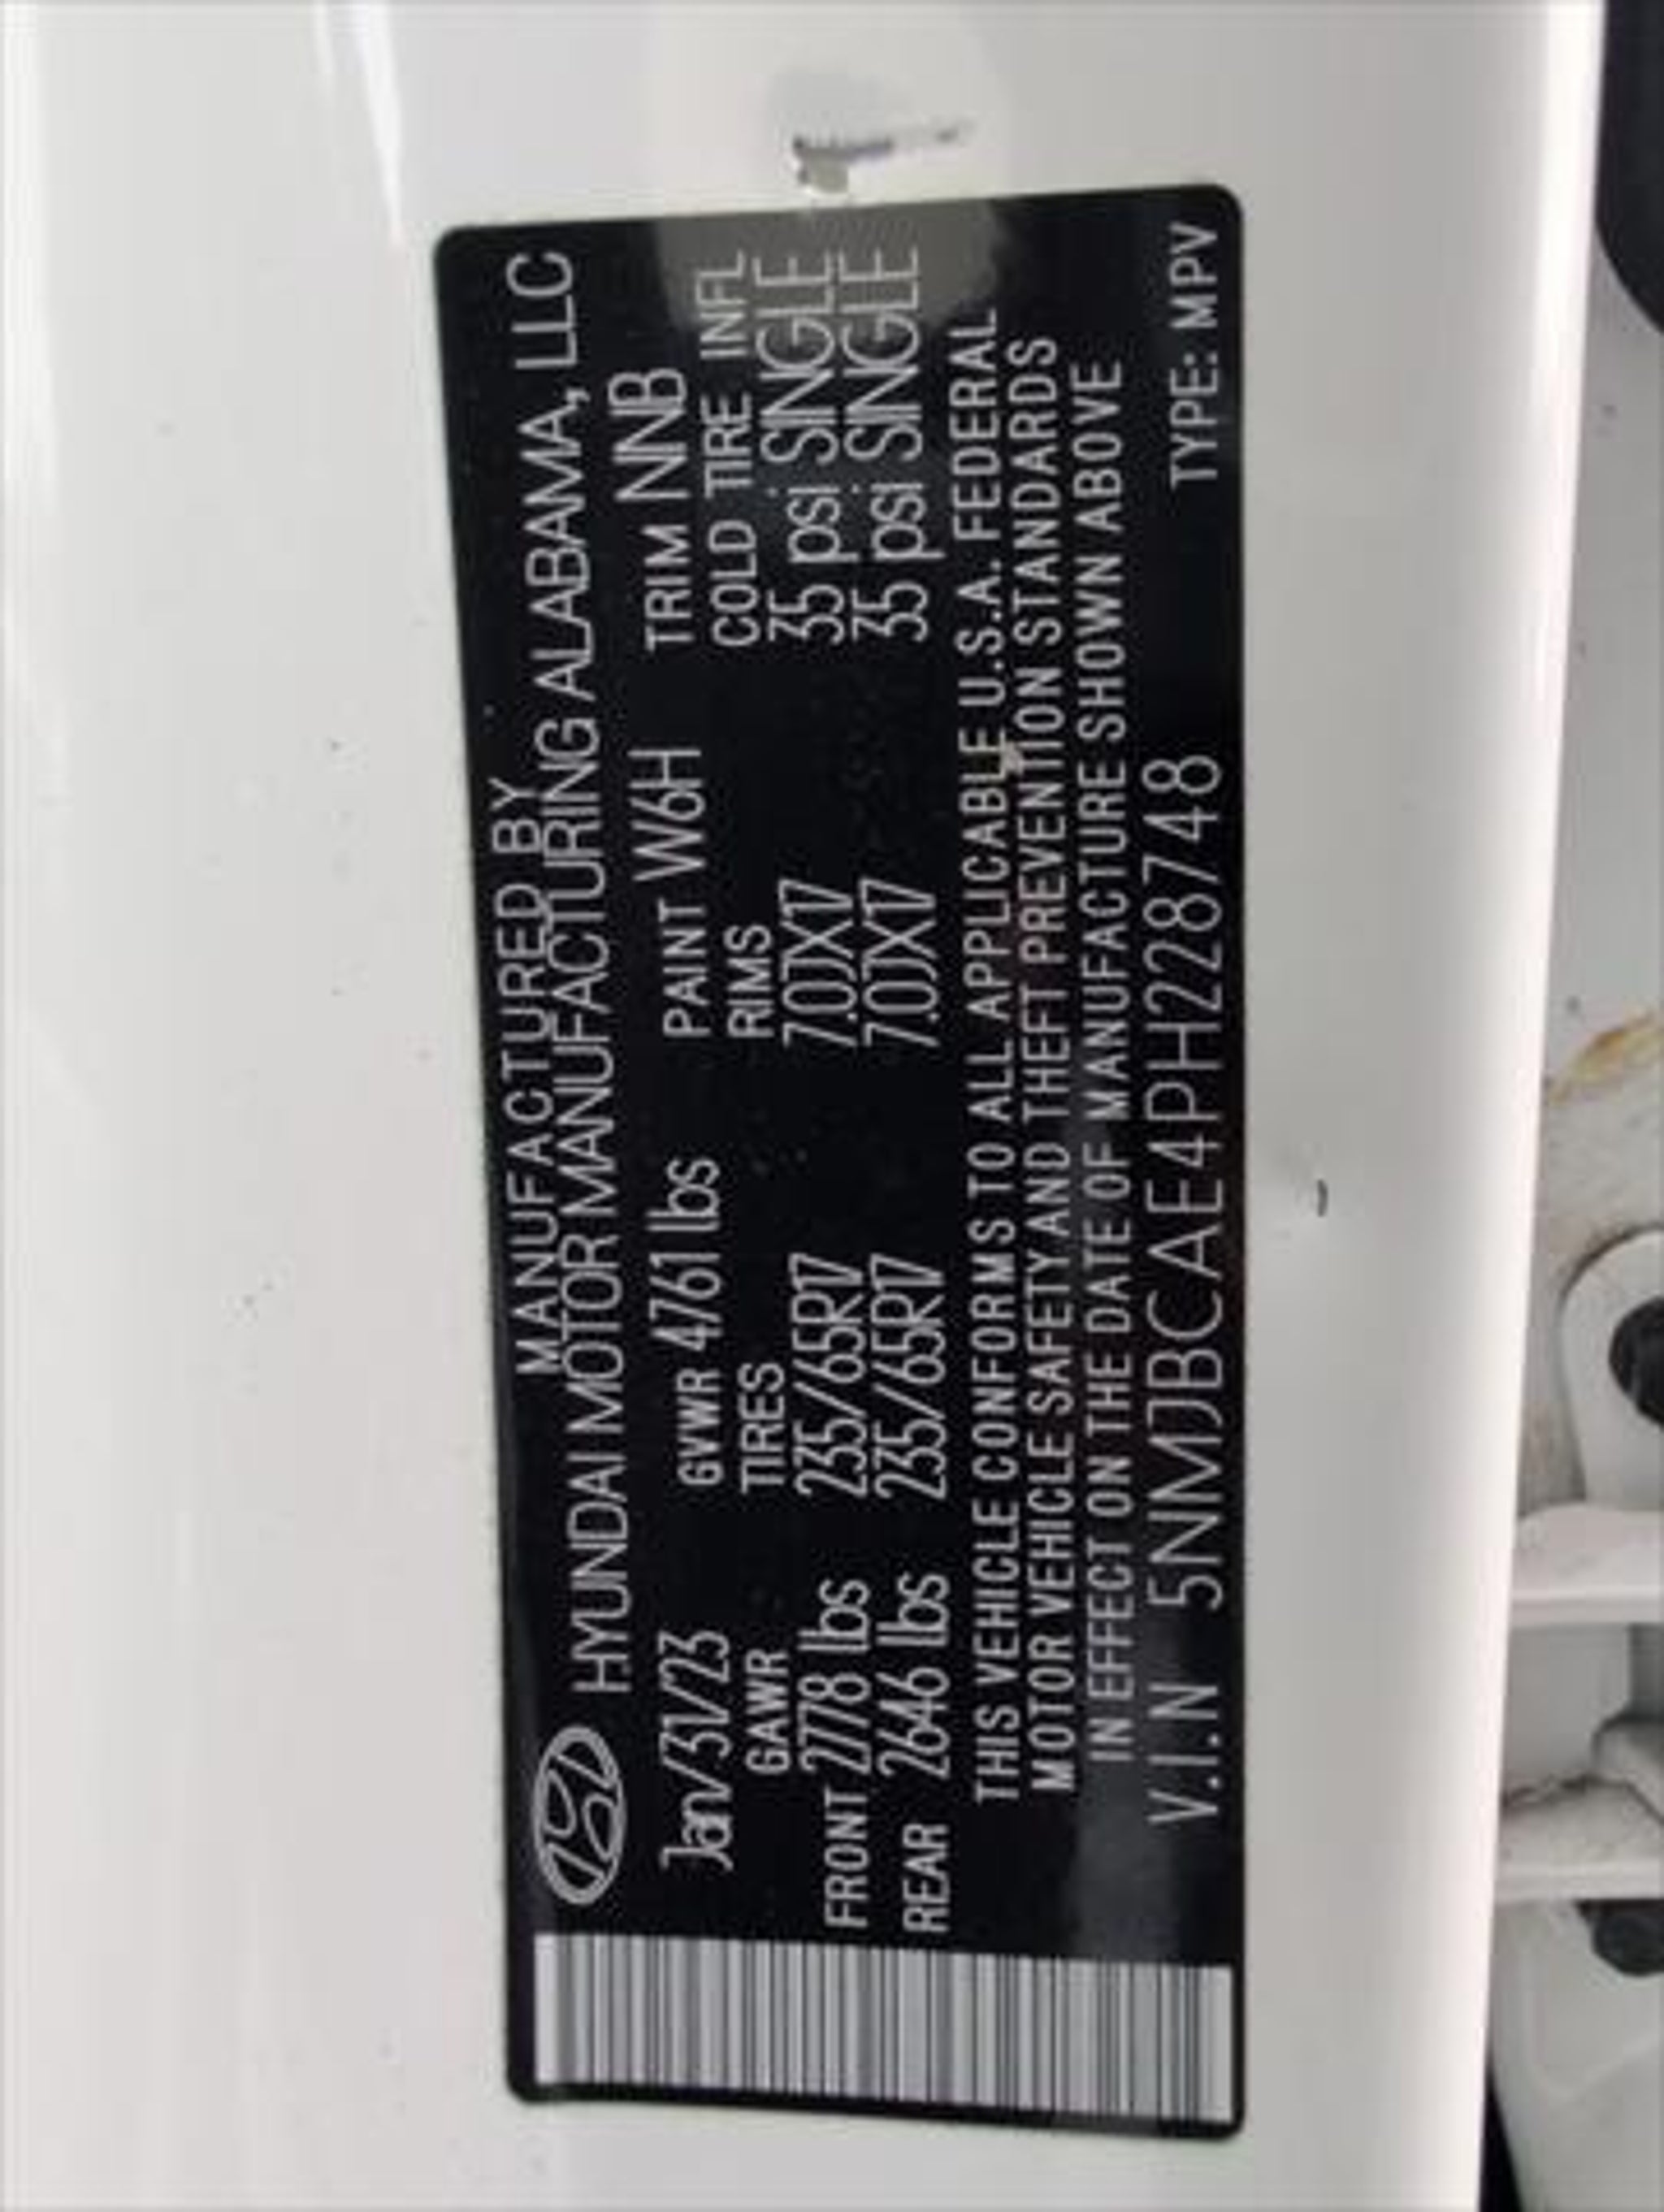 MANUFACTURED BY
HYUNDAI MOTOR MANUFACTURING ALABAMA, LLC
Jan/31/23 GVWR 4761 lbs PAINT W6H TRIM NNB
GAWR TIRES RIMS COLD TIRE INFL
FRONT 2778 lbs 235/65R17 7.0JX17 35 psi SINGLE
REAR 2646 lbs 235/65R17 7.0JX17 35 psi SINGLE
THIS VEHICLE CONFORMS TO ALL APPLICABLE U.S.A. FEDERAL
MOTOR VEHICLE SAFETY AND THEFT PREVENTION STANDARDS
IN EFFECT ON THE DATE OF MANUFACTURE SHOWN ABOVE
V.I.N 5NMJBCAE4PH228748 TYPE: MPV